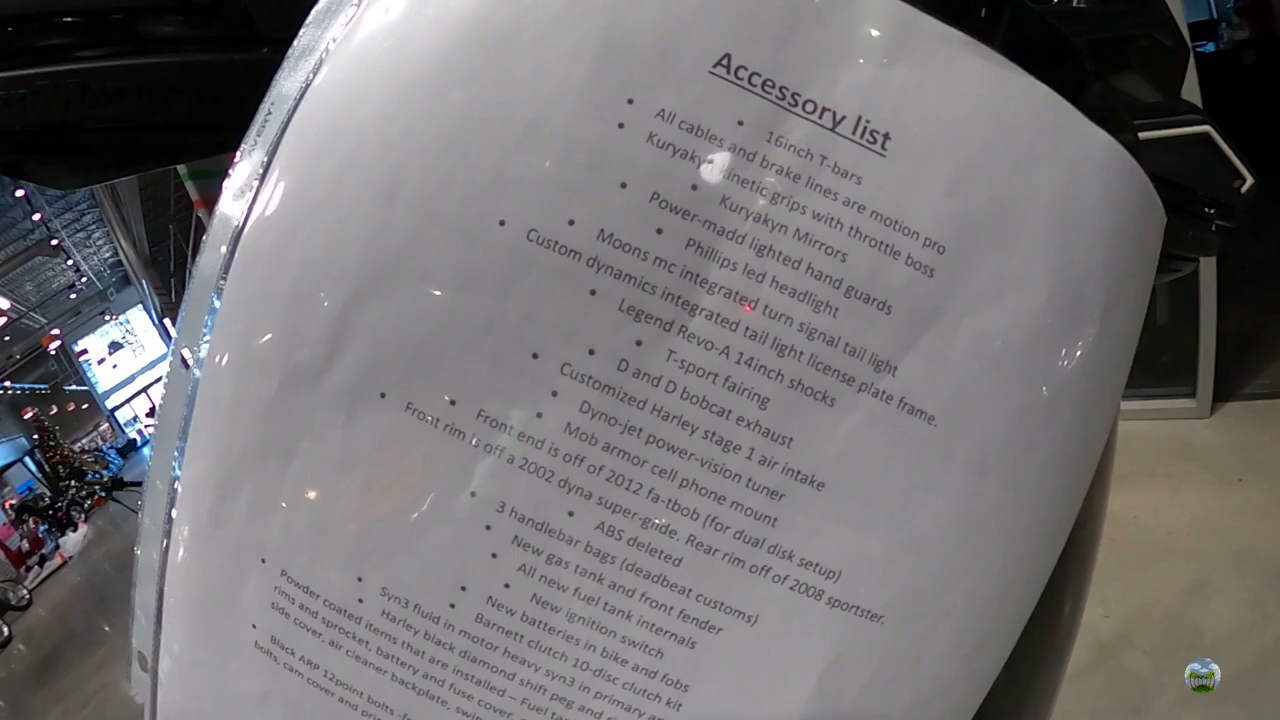 Accessory list
• 16inch T-bars
• All cables and brake lines are motion pro
• Kuryakyn kinetic grips with throttle boss
• Kuryakyn Mirrors
• Power-madd lighted hand guards
• Phillips led headlight
• Moons mc integrated turn signal tail light
• Custom dynamics integrated tail light license plate frame.
• Legend Revo-A 14inch shocks
• T-sport fairing
• D and D bobcat exhaust
• Customized Harley stage 1 air intake
• Dyno-jet power-vision tuner
• Mob armor cell phone mount
• Front end is off of 2012 fa-tbob (for dual disk setup)
• Front rim is off a 2002 dyna super-glide. Rear rim off of 2008 sportster.
• ABS deleted
• 3 handlebar bags (deadbeat customs)
• New gas tank and front fender
• All new fuel tank internals
• New ignition switch
• New batteries in bike and fobs
• Barnett clutch 10-disc clutch kit
• Syn3 fluid in motor heavy syn3 in primary
• Harley black diamond shift peg and
• Powder coated items that are installed – Fuel
rims and sprocket, battery and fuse cover,
side cover, air cleaner backplate,
• Black ARP 12point bolts
bolts, cam cover and